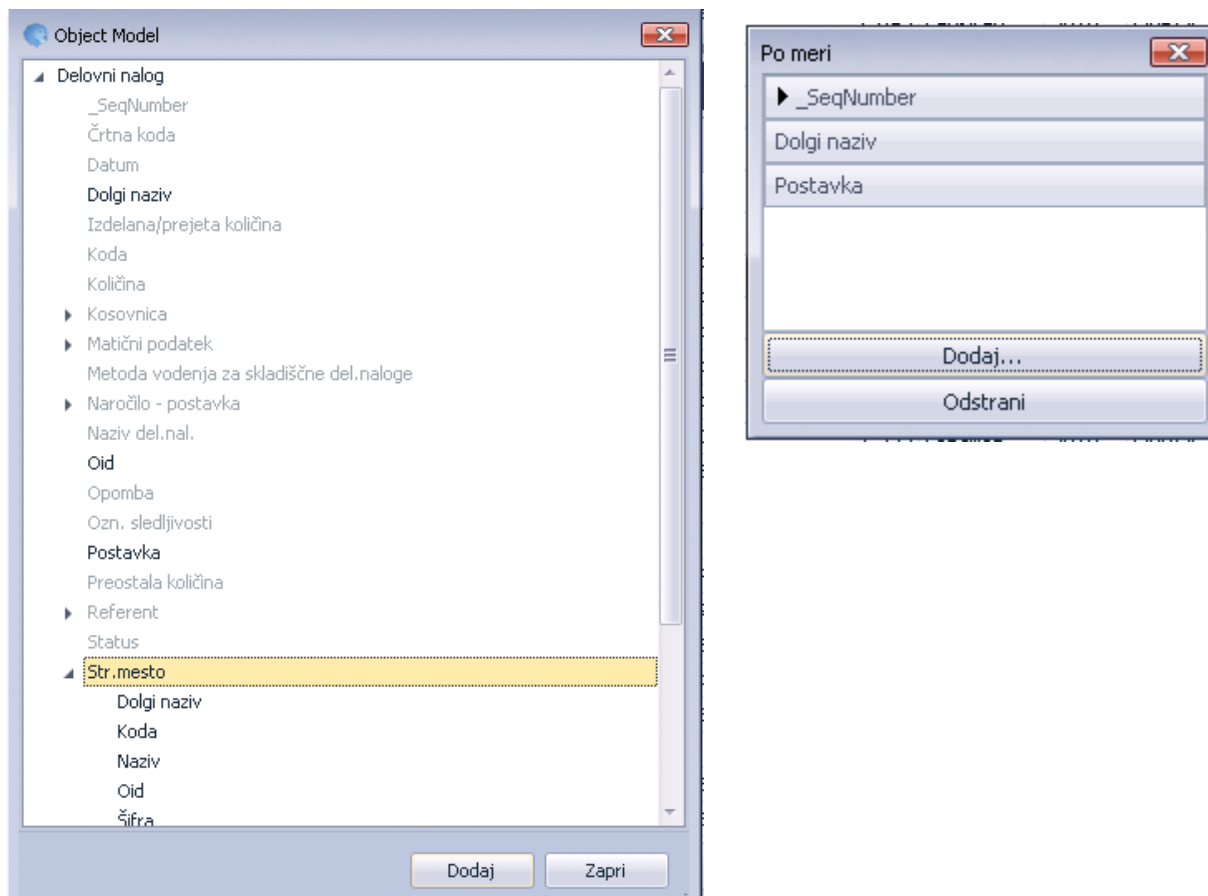 Object Model
Delovni nalog
_SeqNumber
Črtna koda
Datum
Dolgi naziv
Izdelana/prejeta količina
Koda
Količina
Kosovnica
Matični podatek
Metoda vodenja za skladiščne del.naloge
Naročilo - postavka
Naziv del.nal.
Oid
Opomba
Ozn. sledljivosti
Postavka
Preostala količina
Referent
Status
Str.mesto
Dolgi naziv
Koda
Naziv
Oid
Šifra
Dodaj
Zapri
Po meri
_SeqNumber
Dolgi naziv
Postavka
Dodaj...
Odstrani